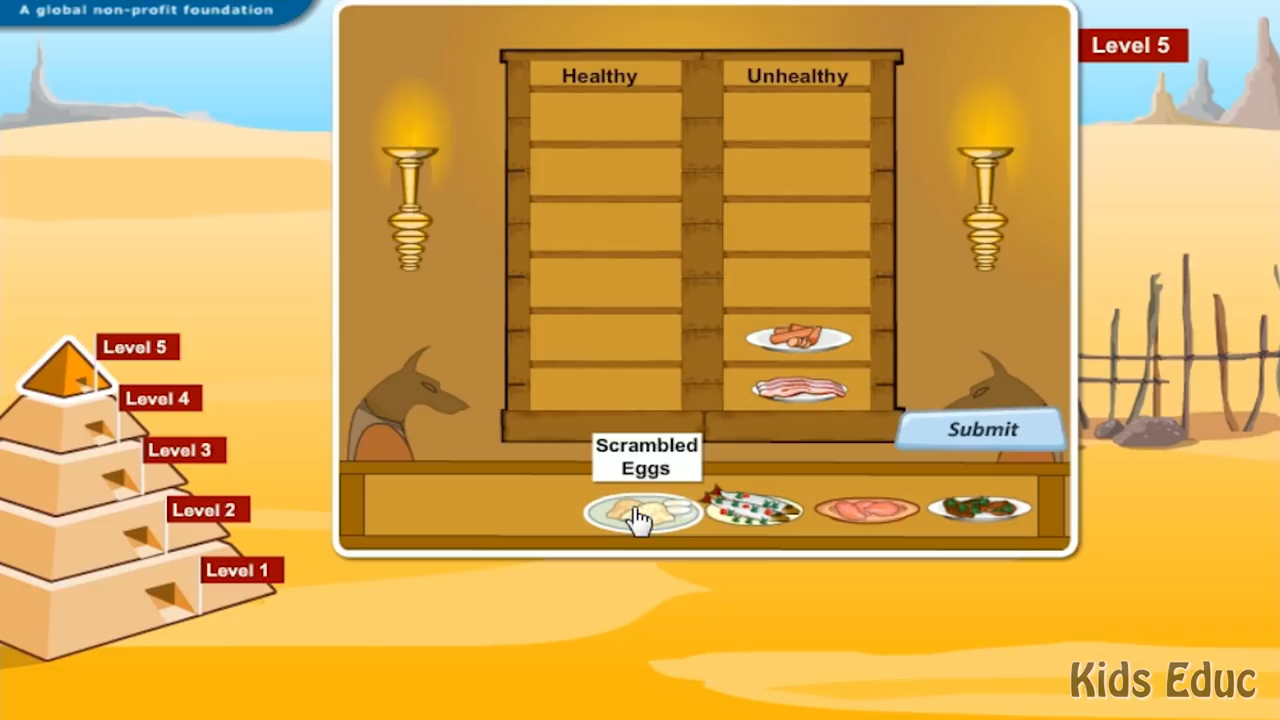 A global non-profit foundation
Level 5
Healthy
Unhealthy
Level 5
Level 4
Submit
Scrambled
Eggs
Level 3
Level 2
Level 1
Kids Educ